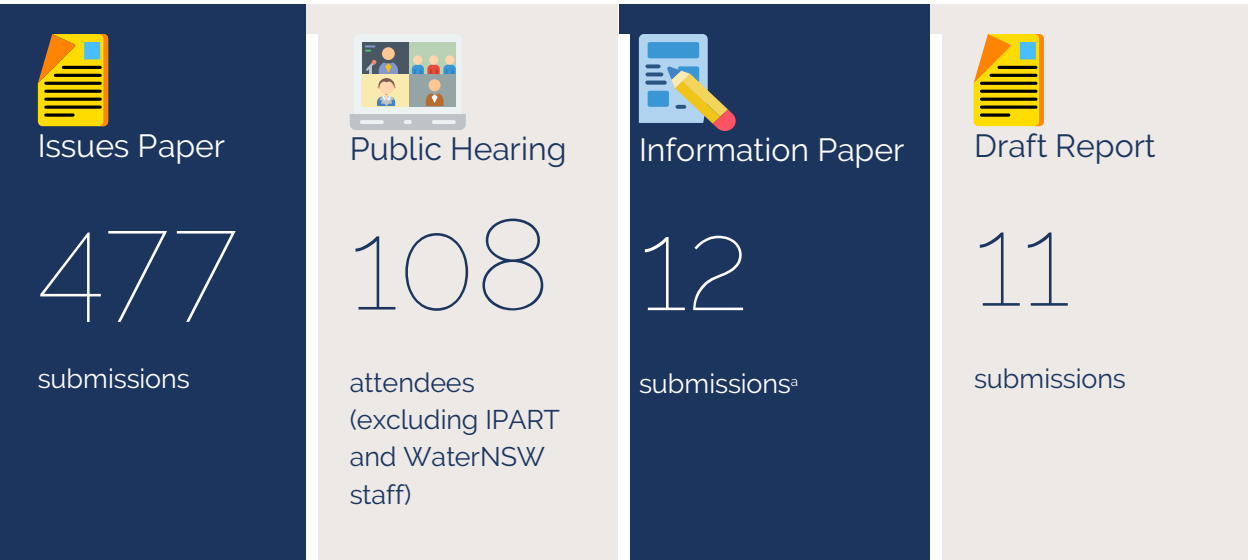 Issues Paper
477
submissions
Public Hearing
108
attendees
(excluding IPART
and WaterNSW
staff)
Information Paper
12
submissionsᵃ
Draft Report
11
submissions